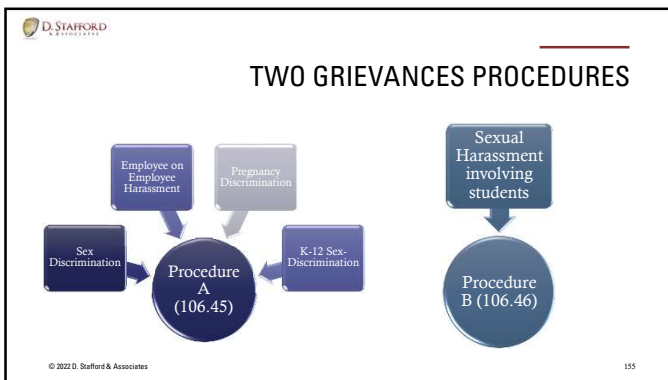 D. STAFFORD
& ASSOCIATES
TWO GRIEVANCES PROCEDURES
Employee on
Employee
Harassment
Pregnancy
Discrimination
Sex
Discrimination
K-12 Sex-
Discrimination
Procedure
A
(106.45)
Sexual
Harassment
involving
students
Procedure
B (106.46)
© 2022 D. Stafford & Associates
155